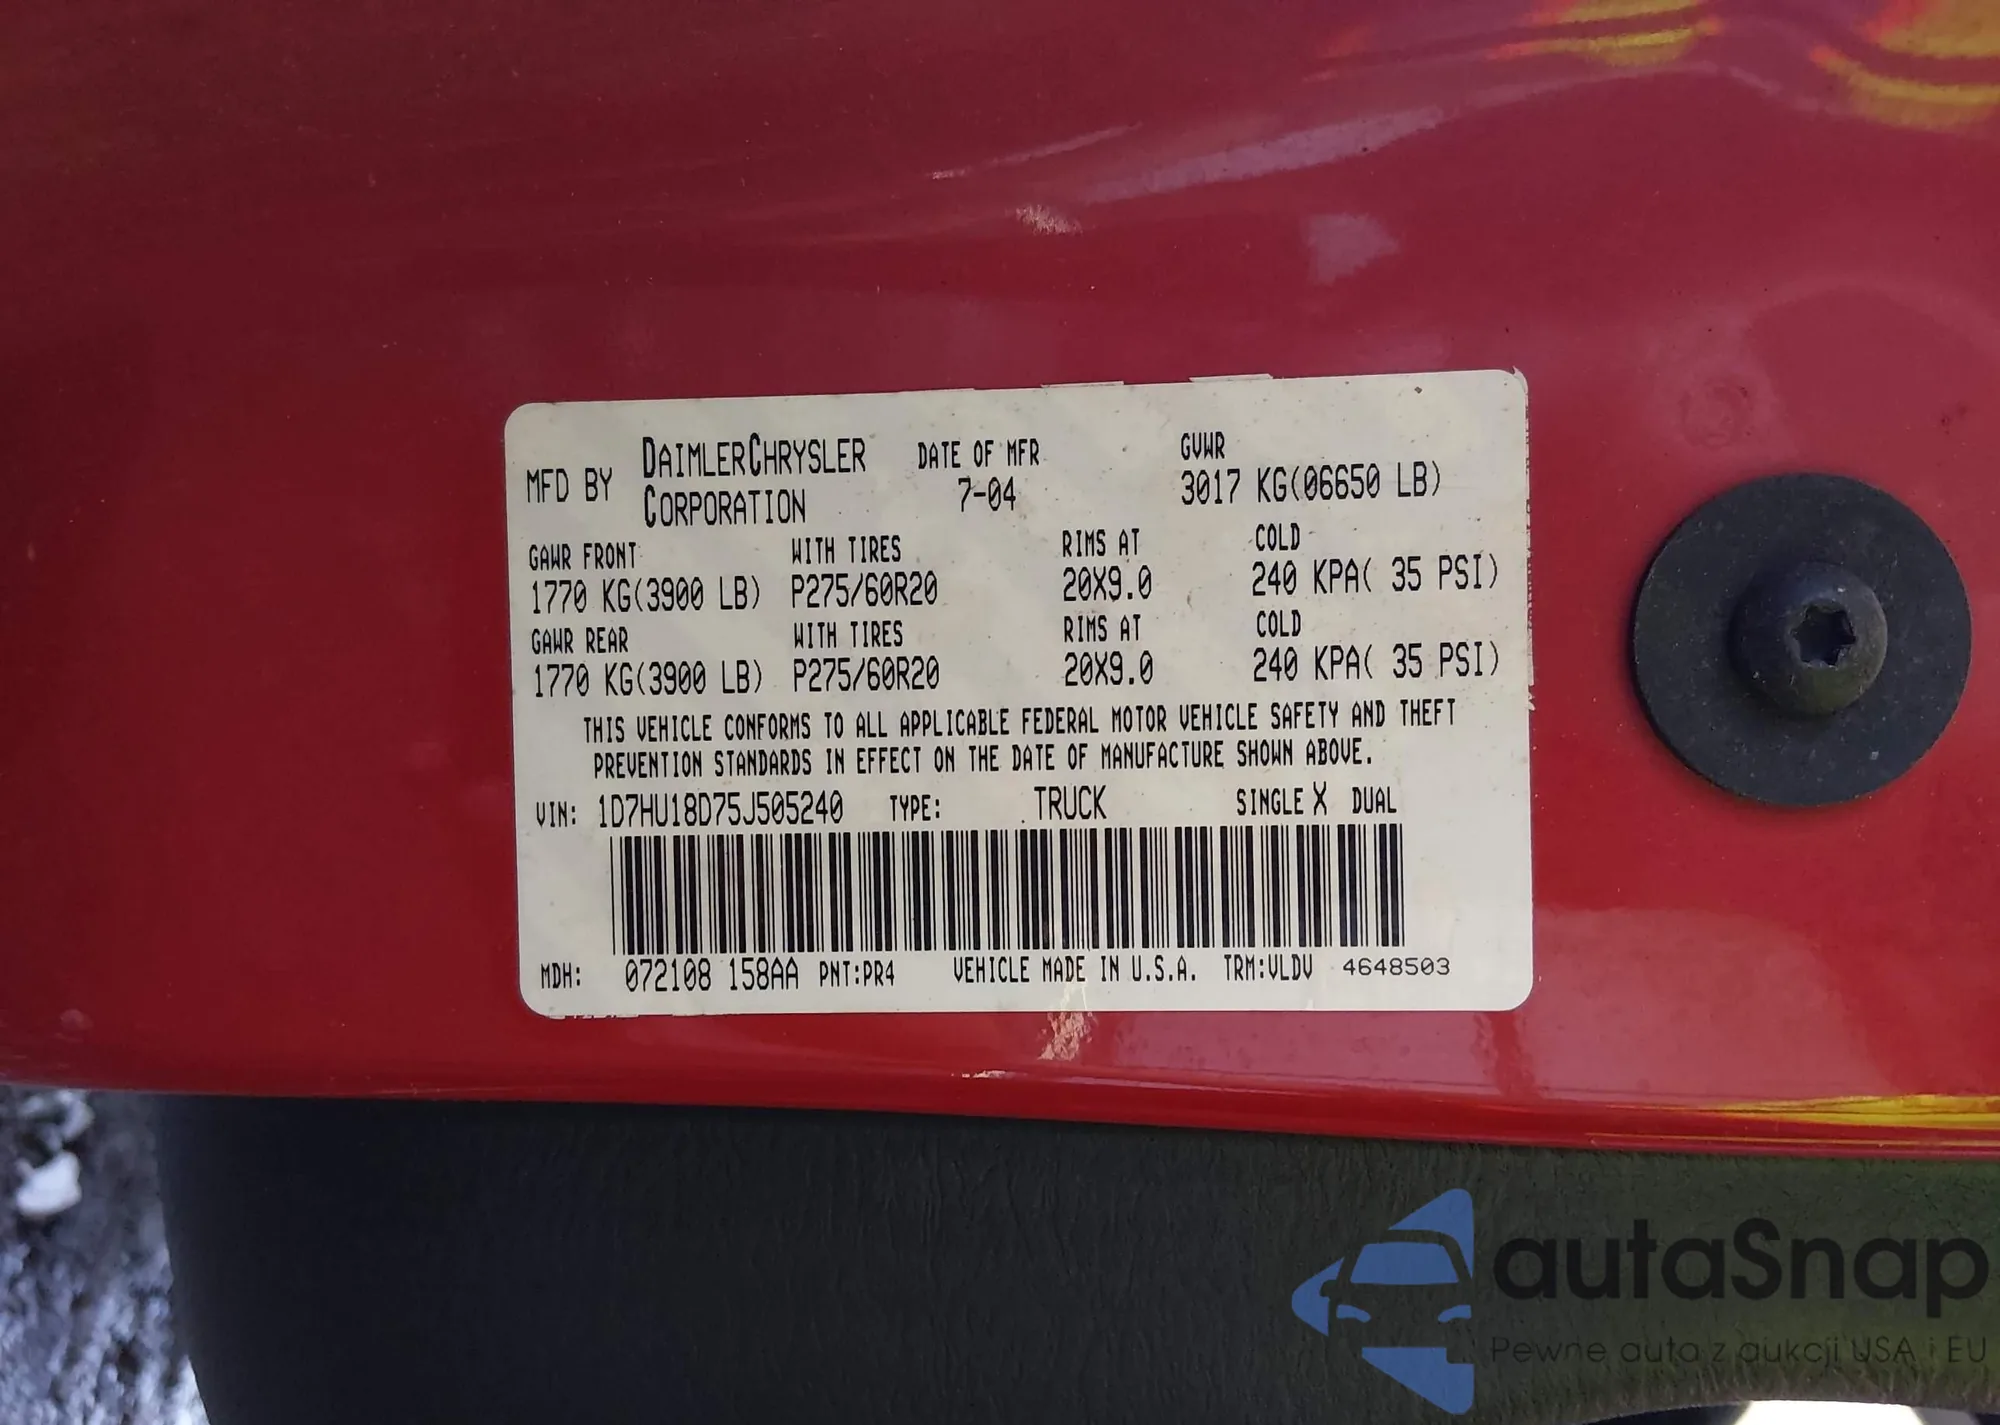 MFD BY DAIMLERCHRYSLER CORPORATION DATE OF MFR 7-04 GVWR 3017 KG(06650 LB)
GAWR FRONT WITH TIRES RIMS AT COLD
1770 KG(3900 LB) P275/60R20 20X9.0 240 KPA( 35 PSI)
GAWR REAR WITH TIRES RIMS AT COLD
1770 KG(3900 LB) P275/60R20 20X9.0 240 KPA( 35 PSI)
THIS VEHICLE CONFORMS TO ALL APPLICABLE FEDERAL MOTOR VEHICLE SAFETY AND THEFT
PREVENTION STANDARDS IN EFFECT ON THE DATE OF MANUFACTURE SHOWN ABOVE.
VIN: 1D7HU18D75J505240 TYPE: TRUCK SINGLE X DUAL
MDH: 072108 158AA PNT:PR4 VEHICLE MADE IN U.S.A. TRM:VLDV 4648503
autaSnap
Pewne auta z aukcji USA i EU